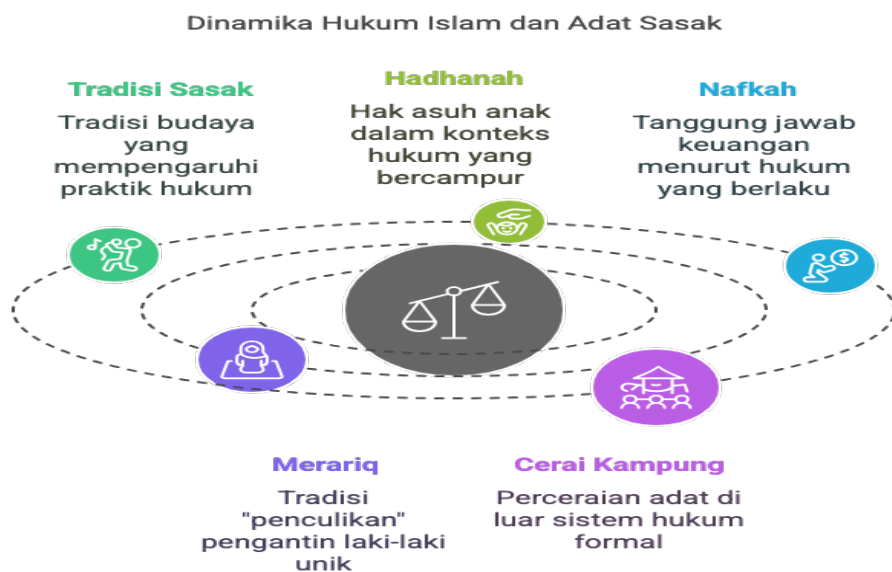 Dinamika Hukum Islam dan Adat Sasak
Tradisi Sasak
Tradisi budaya
yang
mempengaruhi
praktik hukum
Hadhanah
Hak asuh anak
dalam konteks
hukum yang
bercampur
Nafkah
Tanggung jawab
keuangan
menurut hukum
yang berlaku
$
Merariq
Tradisi
"penculikan"
pengantin laki-laki
unik
Cerai Kampung
Perceraian adat di
luar sistem hukum
formal